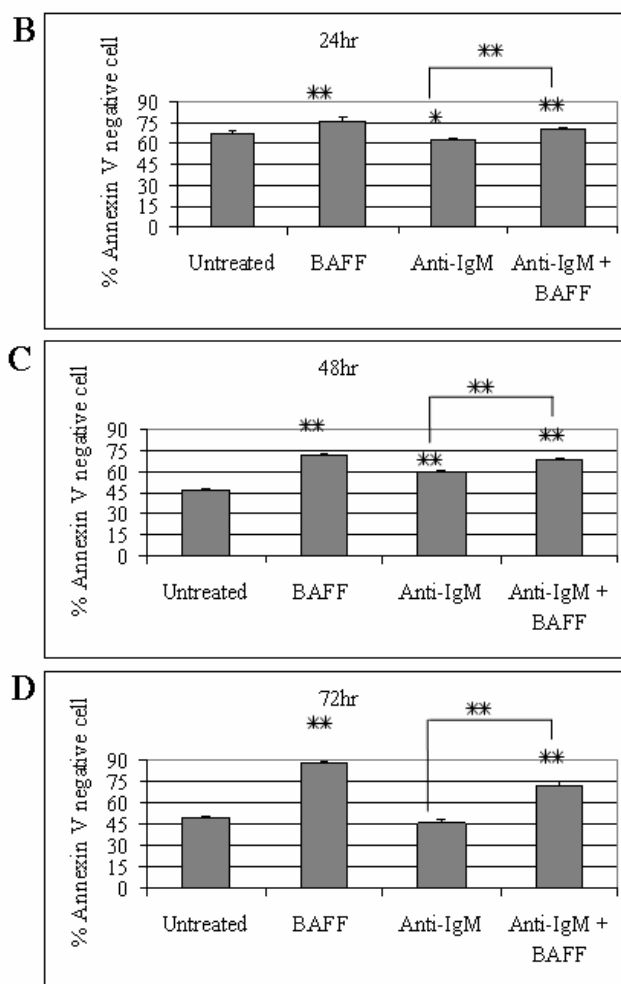 B
24hr
**
**
**
*
% Annexin V negative cell
90
75
60
45
30
15
0
Untreated
BAFF
Anti-IgM
Anti-IgM +
BAFF
C
48hr
**
**
**
**
% Annexin V negative cell
90
75
60
45
30
15
0
Untreated
BAFF
Anti-IgM
Anti-IgM +
BAFF
D
72hr
**
**
**
% Annexin V negative cell
90
75
60
45
30
15
0
Untreated
BAFF
Anti-IgM
Anti-IgM +
BAFF